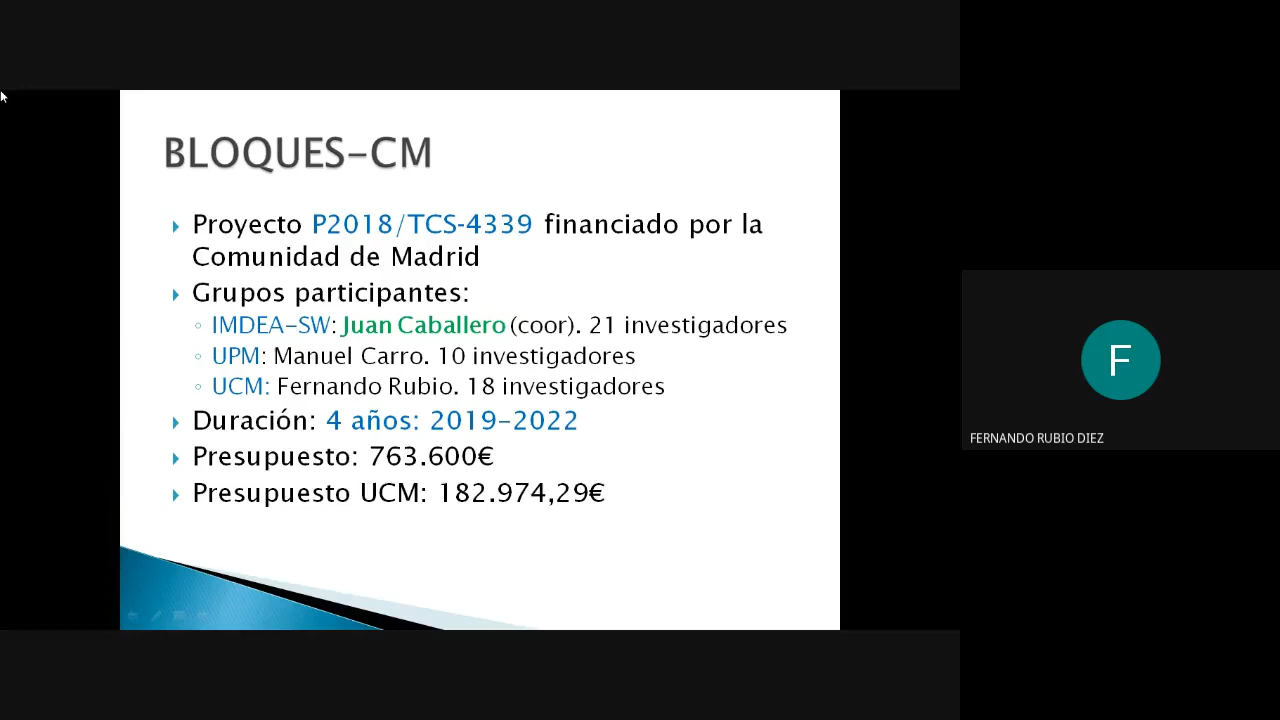 BLOQUES-CM
Proyecto P2018/TCS-4339 financiado por la
Comunidad de Madrid
Grupos participantes:
IMDEA-SW: Juan Caballero (coor). 21 investigadores
UPM: Manuel Carro. 10 investigadores
UCM: Fernando Rubio. 18 investigadores
Duración: 4 años: 2019-2022
Presupuesto: 763.600€
Presupuesto UCM: 182.974,29€
F
FERNANDO RUBIO DIEZ